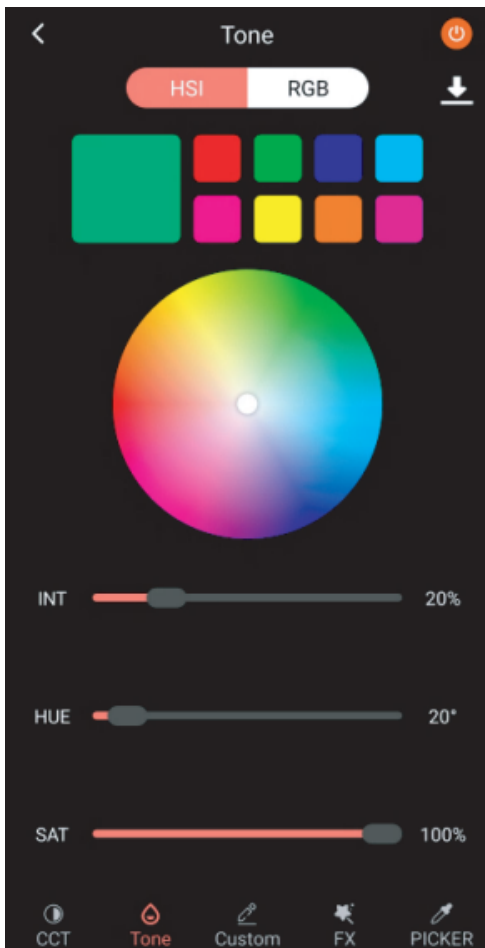 Tone
HSI RGB
INT 20%
HUE 20°
SAT 100%
CCT Tone Custom FX PICKER